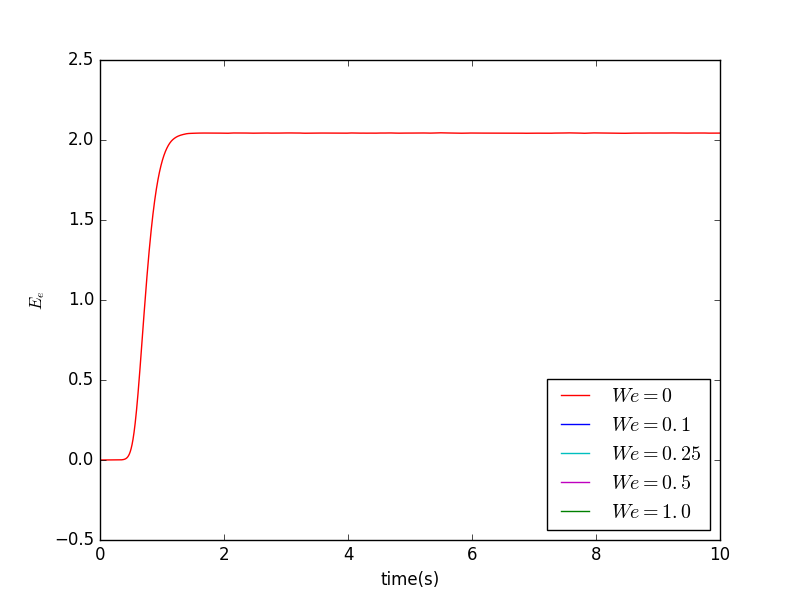 2.5
2.0
1.5
1.0
0.5
0.0
−0.5
E_e
0 2 4 6 8 10
time(s)
We = 0
We = 0.1
We = 0.25
We = 0.5
We = 1.0